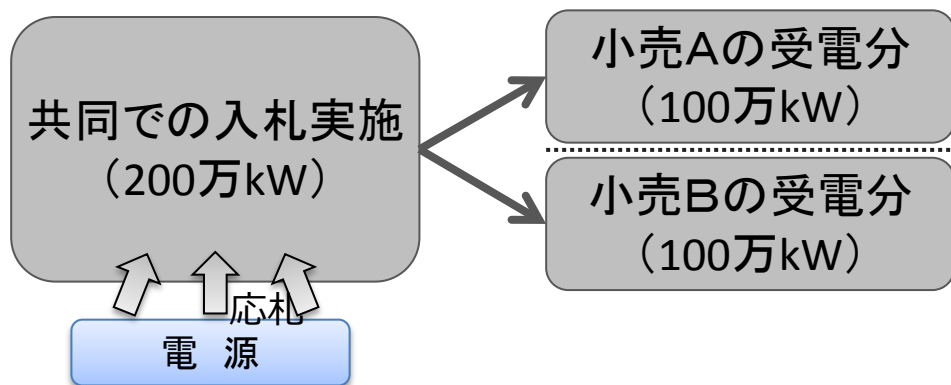 共同での入札実施
（200万kW）
小売Aの受電分
（100万kW）
小売Bの受電分
（100万kW）
応札
電 源